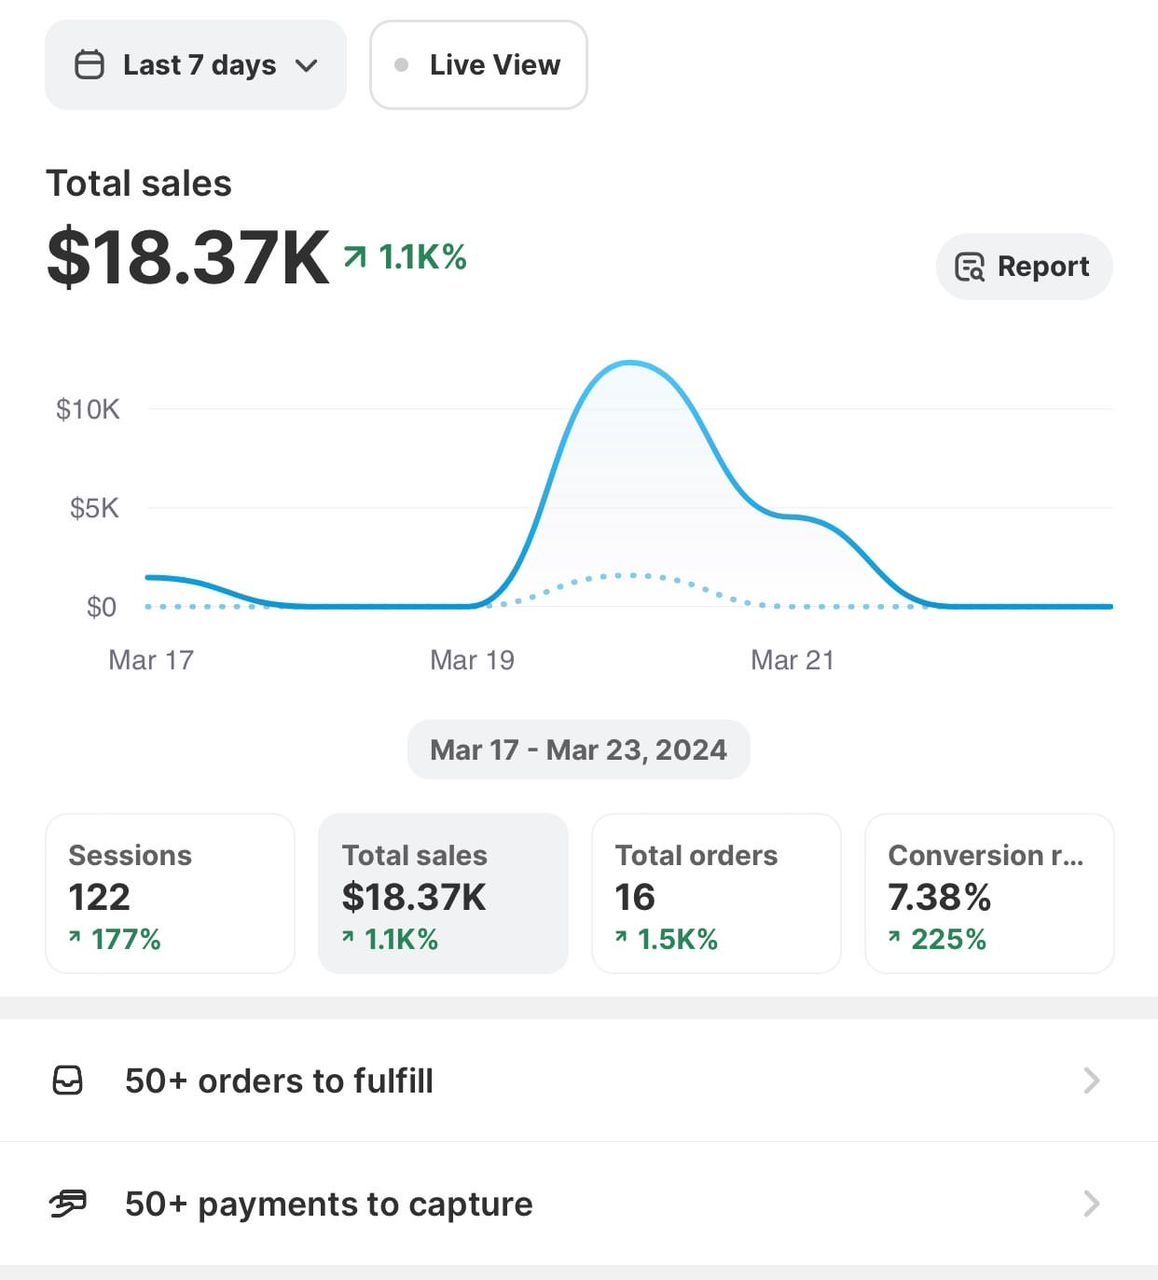 Last 7 days
Live View
Total sales
$18.37K 1.1K%
Report
$10K
$5K
$0
Mar 17 Mar 19 Mar 21
Mar 17 - Mar 23, 2024
Sessions
122
177%
Total sales
$18.37K
1.1K%
Total orders
16
1.5K%
Conversion r...
7.38%
225%
50+ orders to fulfill
50+ payments to capture